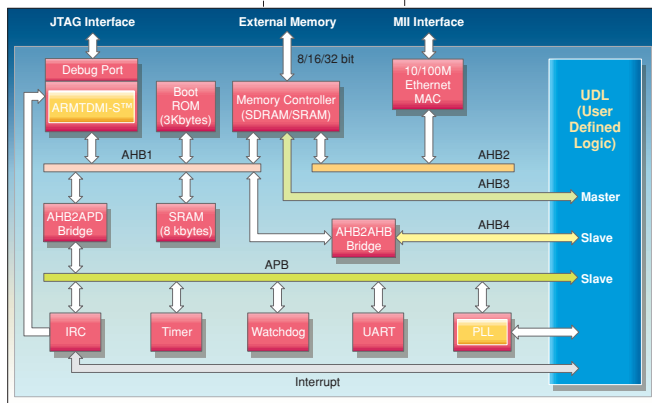 JTAG Interface
External Memory
MII Interface
8/16/32 bit
Debug Port
ARMTDMI-S™
Boot
ROM
(3Kbytes)
Memory Controller
(SDRAM/SRAM)
10/100M
Ethernet
MAC
UDL
(User
Defined
Logic)
AHB1
AHB2
AHB3
Master
AHB2APD
Bridge
SRAM
(8 kbytes)
AHB2AHB
Bridge
AHB4
Slave
APB
Slave
IRC
Timer
Watchdog
UART
PLL
Interrupt